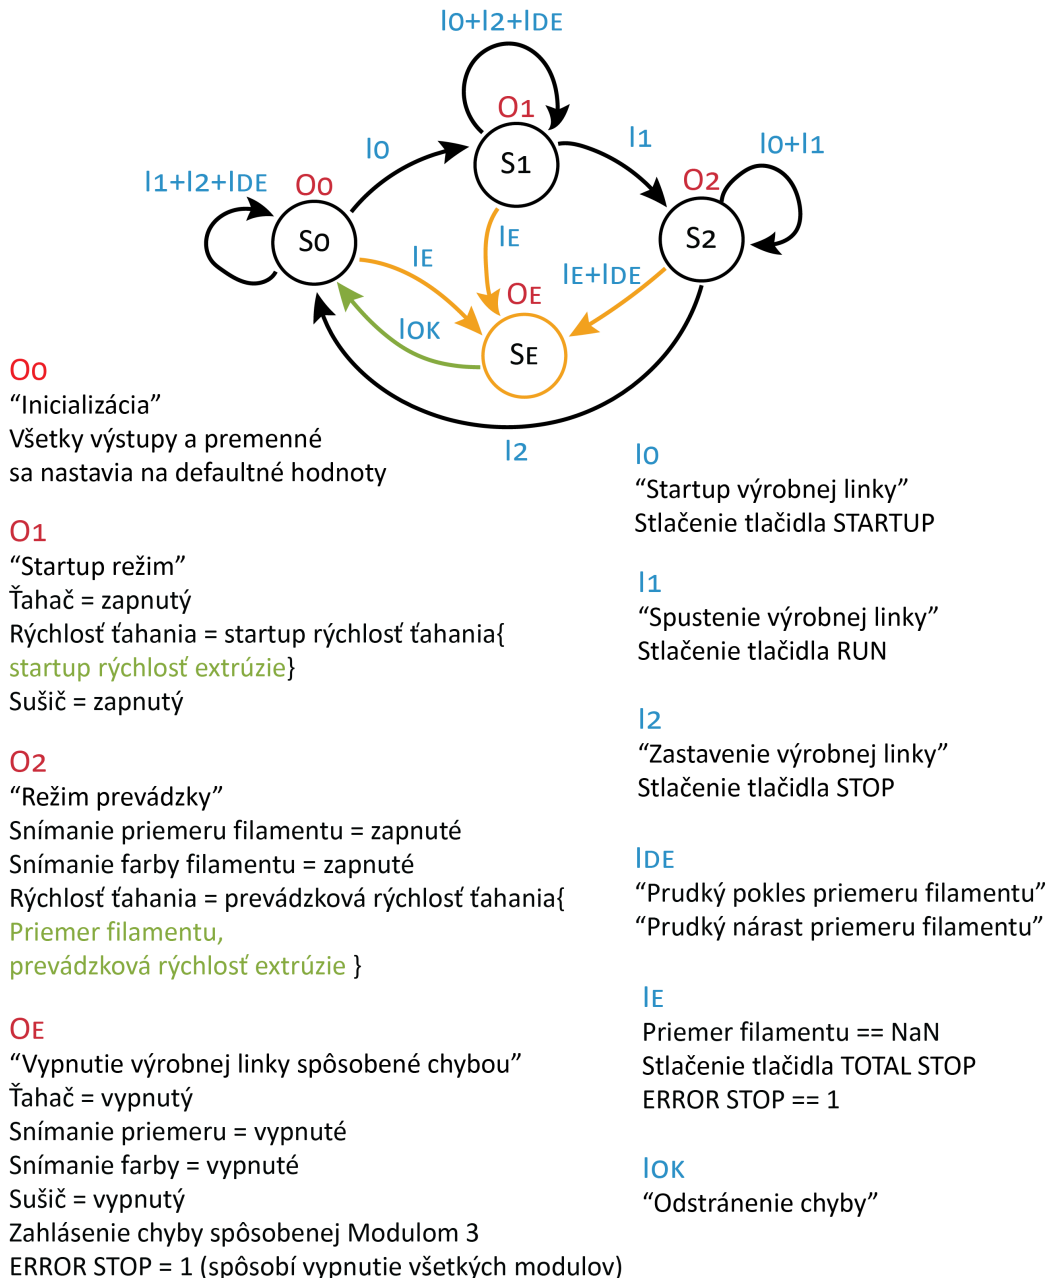 I0+I2+IDE
O1
I0
S1
I1
I0+I1
I1+I2+IDE
O0
O2
S0
S2
IE
IE
IE+IDE
OE
IOK
SE
I2
O0
“Inicializácia”
Všetky výstupy a premenné
sa nastavia na defaultné hodnoty
O1
“Startup režim”
Ťahač = zapnutý
Rýchlosť ťahania = startup rýchlosť ťahania{
startup rýchlosť extrúzie}
Sušič = zapnutý
O2
“Režim prevádzky”
Snímanie priemeru filamentu = zapnuté
Snímanie farby filamentu = zapnuté
Rýchlosť ťahania = prevádzková rýchlosť ťahania{
Priemer filamentu,
prevádzková rýchlosť extrúzie }
OE
“Vypnutie výrobnej linky spôsobené chybou”
Ťahač = vypnutý
Snímanie priemeru = vypnuté
Snímanie farby = vypnuté
Sušič = vypnutý
Zahlásenie chyby spôsobenej Modulom 3
ERROR STOP = 1 (spôsobí vypnutie všetkých modulov)
I0
“Startup výrobnej linky”
Stlačenie tlačidla STARTUP
I1
“Spustenie výrobnej linky”
Stlačenie tlačidla RUN
I2
“Zastavenie výrobnej linky”
Stlačenie tlačidla STOP
IDE
“Prudký pokles priemeru filamentu”
“Prudký nárast priemeru filamentu”
IE
Priemer filamentu == NaN
Stlačenie tlačidla TOTAL STOP
ERROR STOP == 1
IOK
“Odstránenie chyby”